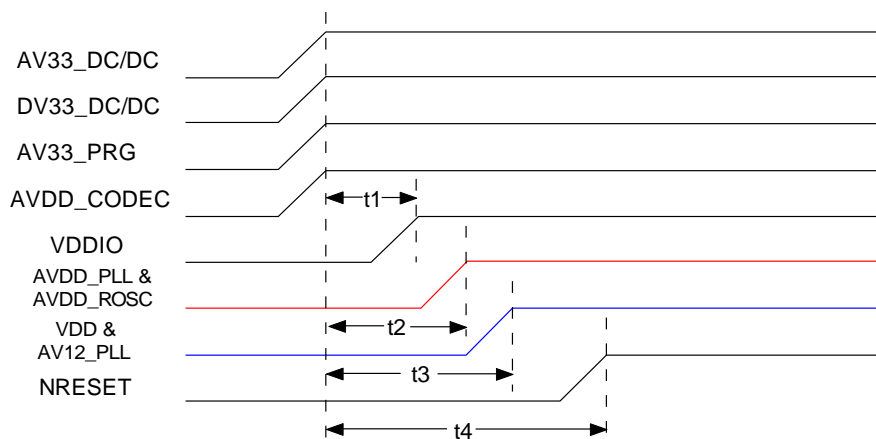 AV33_DC/DC
DV33_DC/DC
AV33_PRG
AVDD_CODEC
t1
VDDIO
AVDD_PLL &
AVDD_ROSC
t2
VDD &
AV12_PLL
t3
NRESET
t4